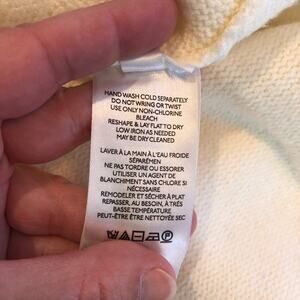 HAND WASH COLD SEPARATELY
DO NOT WRING OR TWIST
USE ONLY NON-CHLORINE
BLEACH
RESHAPE & LAY FLAT TO DRY
LOW IRON AS NEEDED
MAY BE DRY CLEANED
LAVER À LA MAIN À L'EAU FROIDE
SÉPARÉMEN
NE PAS TORDRE OU ESSORER
UTILISER UN AGENT DE
BLANCHIMENT SANS CHLORE SI
NÉCESSAIRE
REMODELER ET SÉCHER À PLAT
REPASSER, AU BESOIN, À TRÈS
BASSE TEMPÉRATURE
PEUT-ÊTRE ÊTRE NETTOYÉE SEC